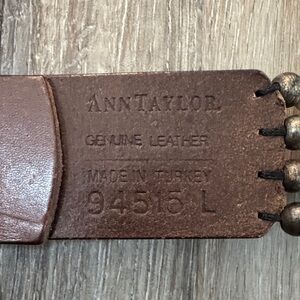 ANNTAYLOR
GENUINE LEATHER
MADE IN TURKEY
94515 L